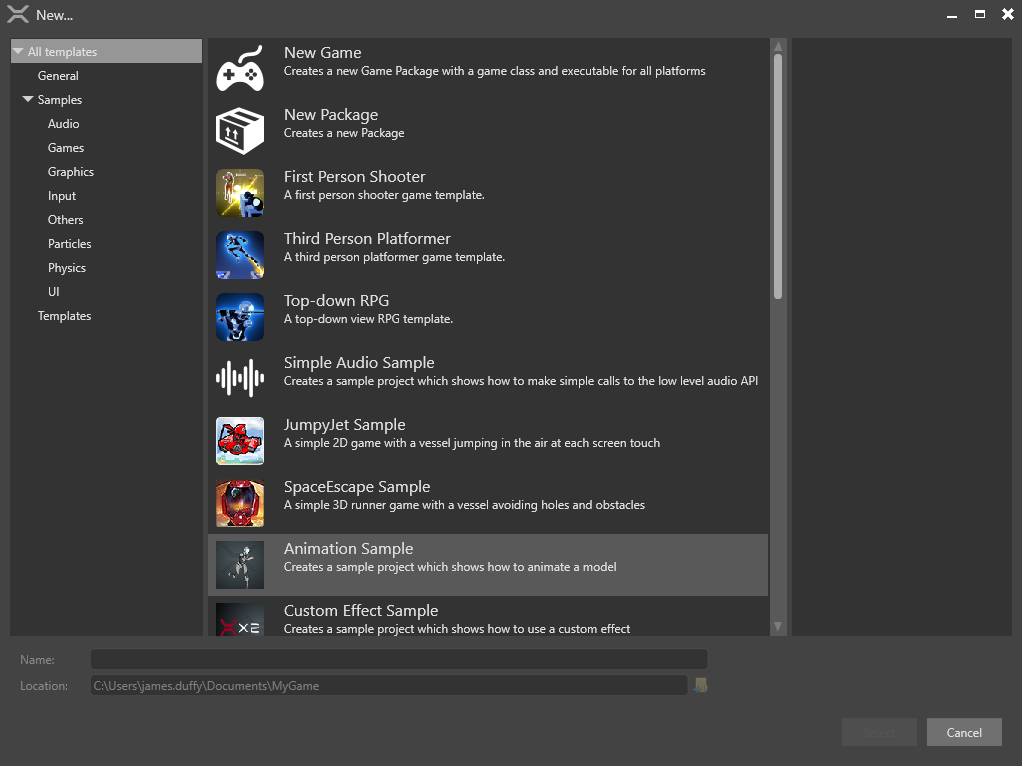 New...
All templates
General
Samples
Audio
Games
Graphics
Input
Others
Particles
Physics
UI
Templates
New Game
Creates a new Game Package with a game class and executable for all platforms
New Package
Creates a new Package
First Person Shooter
A first person shooter game template.
Third Person Platformer
A third person platformer game template.
Top-down RPG
A top-down view RPG template.
Simple Audio Sample
Creates a sample project which shows how to make simple calls to the low level audio API
JumpyJet Sample
A simple 2D game with a vessel jumping in the air at each screen touch
SpaceEscape Sample
A simple 3D runner game with a vessel avoiding holes and obstacles
Animation Sample
Creates a sample project which shows how to animate a model
Custom Effect Sample
Creates a sample project which shows how to use a custom effect
Name:
Location: C:\Users\james.duffy\Documents\MyGame
Select Cancel